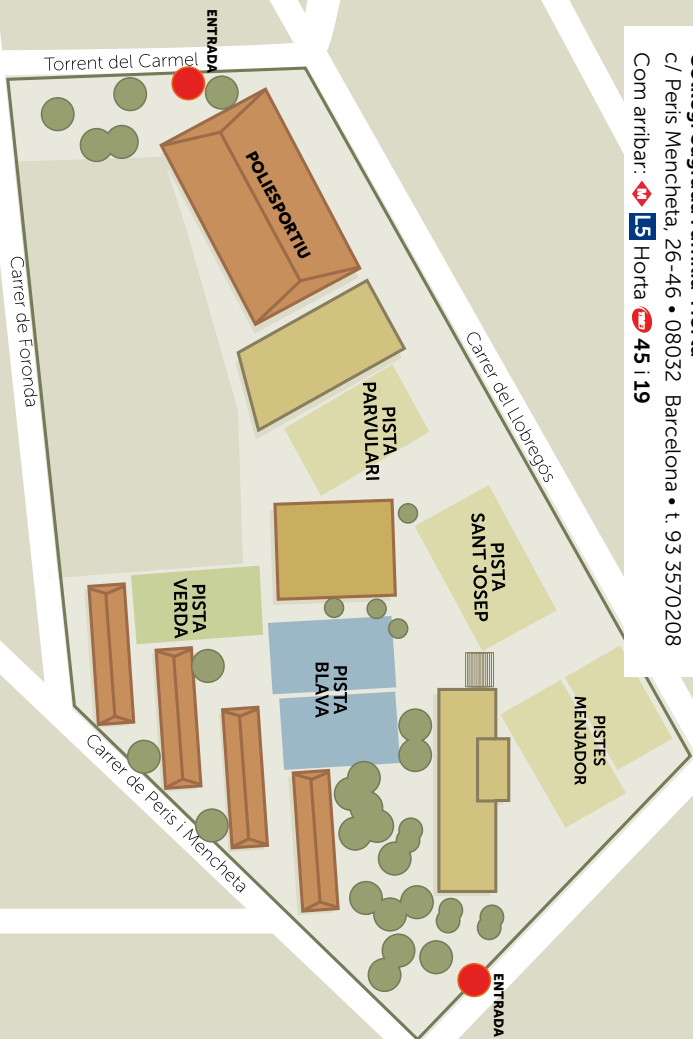 c/ Peris Mencheta, 26-46 • 08032 Barcelona • t. 93 3570208
Com arribar: M L5 Horta 45 i 19
ENTRADA
Torrent del Carmel
POLIESPORTIU
Carrer de Foronda
Carrer del Llobregós
PISTA
PARVULARI
PISTA
SANT JOSEP
PISTA
VERDA
PISTA
BLAVA
PISTES
MENJADOR
Carrer de Peris i Mencheta
ENTRADA